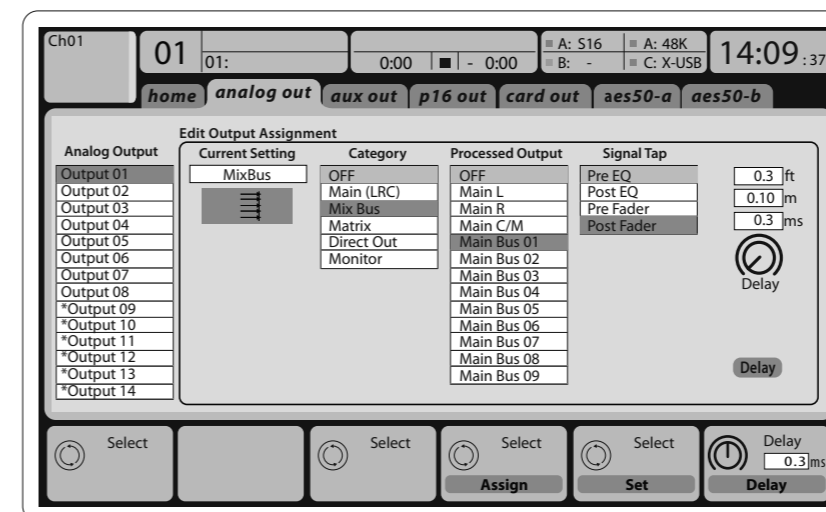 Ch01
01
01:
0:00
- 0:00
A: S16
B: -
A: 48K
C: X-USB
14:09 : 37
home
analog out
aux out
p16 out
card out
aes50-a
aes50-b
Edit Output Assignment
Analog Output
Output 01
Output 02
Output 03
Output 04
Output 05
Output 06
Output 07
Output 08
*Output 09
*Output 10
*Output 11
*Output 12
*Output 13
*Output 14
Current Setting
MixBus
Category
OFF
Main (LRC)
Mix Bus
Matrix
Direct Out
Monitor
Processed Output
OFF
Main L
Main R
Main C/M
Main Bus 01
Main Bus 02
Main Bus 03
Main Bus 04
Main Bus 05
Main Bus 06
Main Bus 07
Main Bus 08
Main Bus 09
Signal Tap
Pre EQ
Post EQ
Pre Fader
Post Fader
0.3 ft
0.10 m
0.3 ms
Delay
Delay
Select
Select
Select
Assign
Select
Set
Delay
0.3 ms
Delay